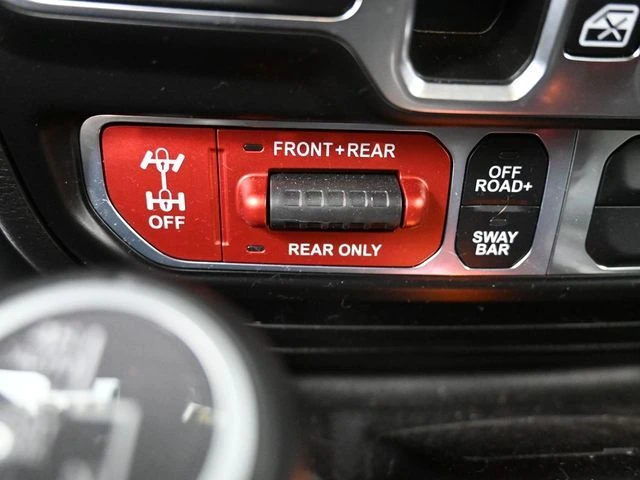 FRONT+REAR
OFF
REAR ONLY
OFF
ROAD+
SWAY
BAR